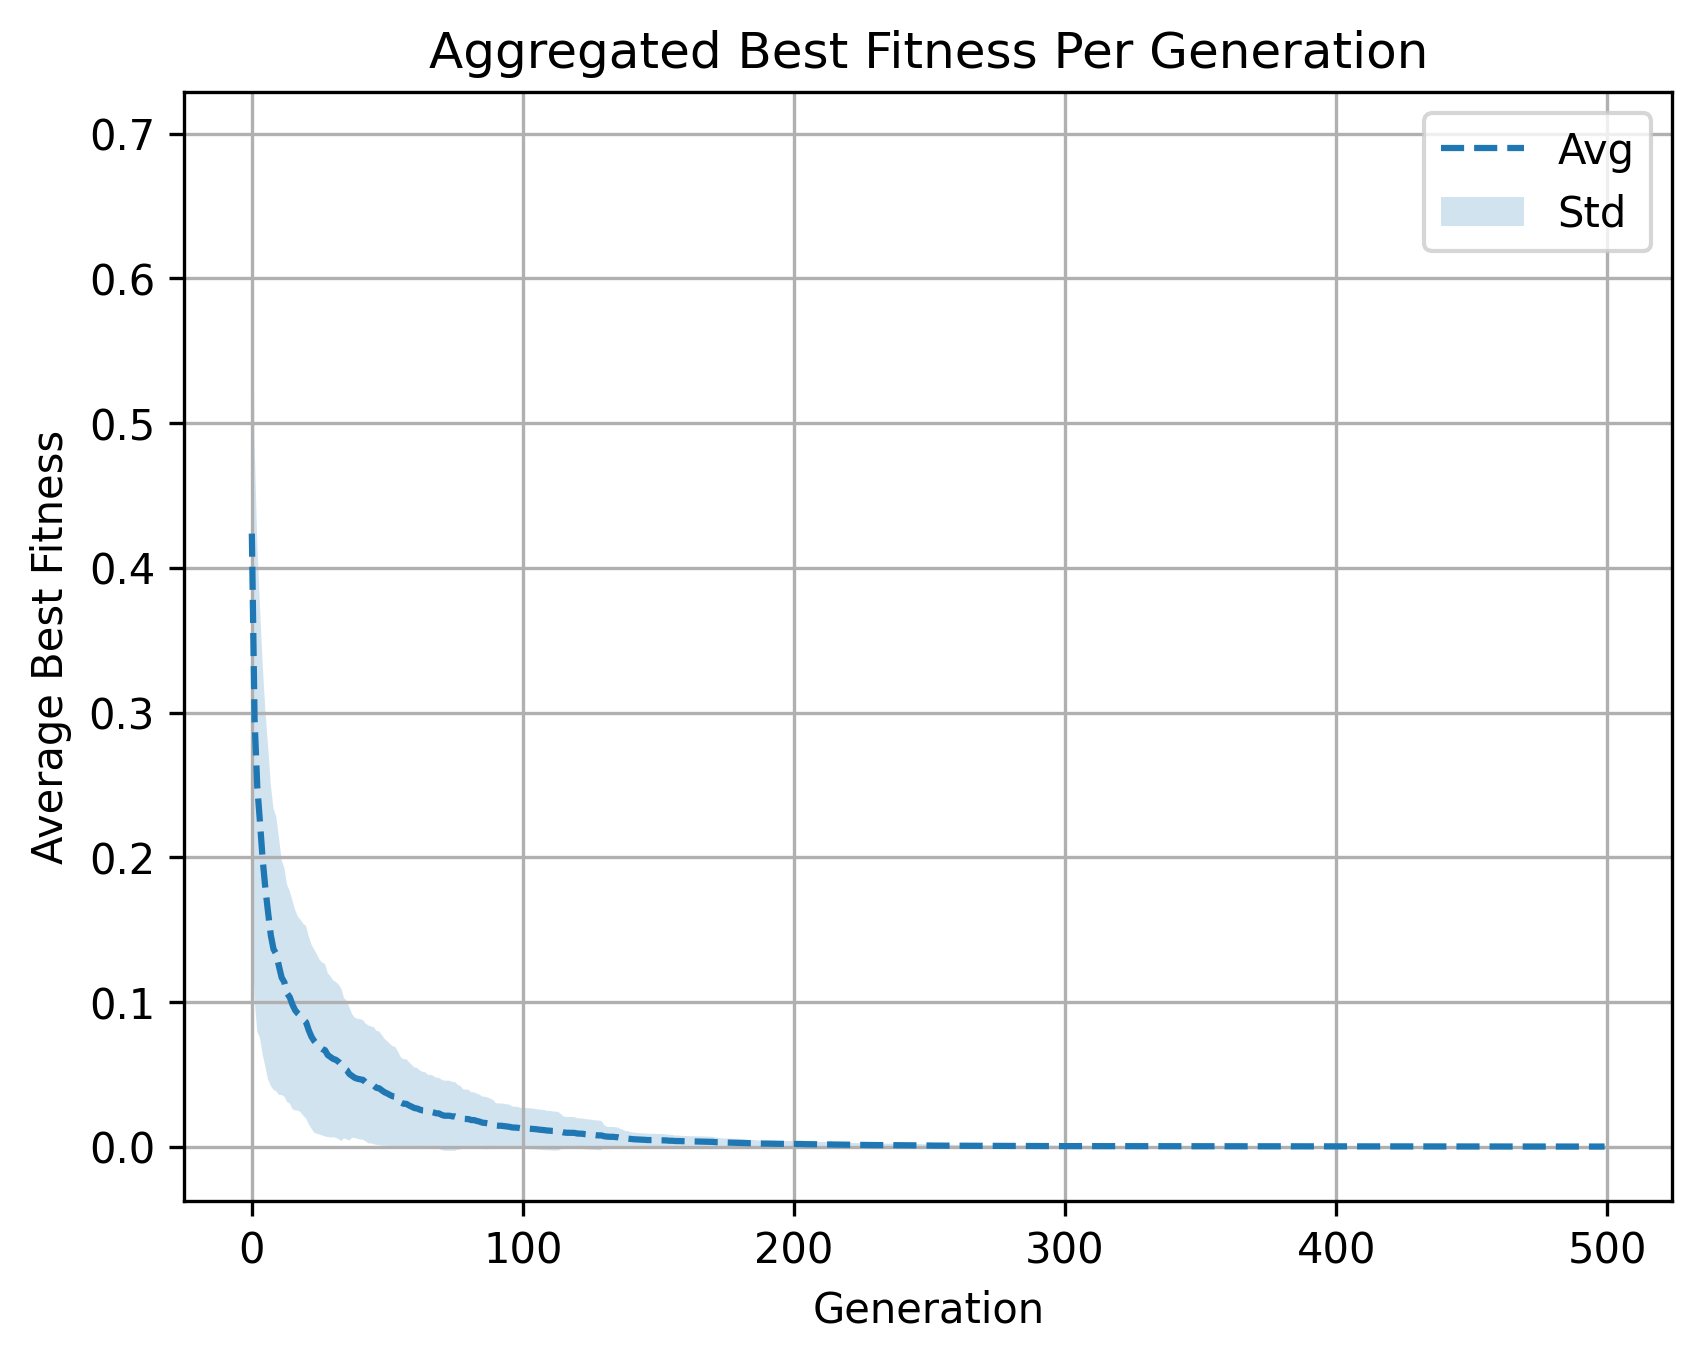 Aggregated Best Fitness Per Generation
Avg
Std
Average Best Fitness
0.7
0.6
0.5
0.4
0.3
0.2
0.1
0.0
0 100 200 300 400 500
Generation